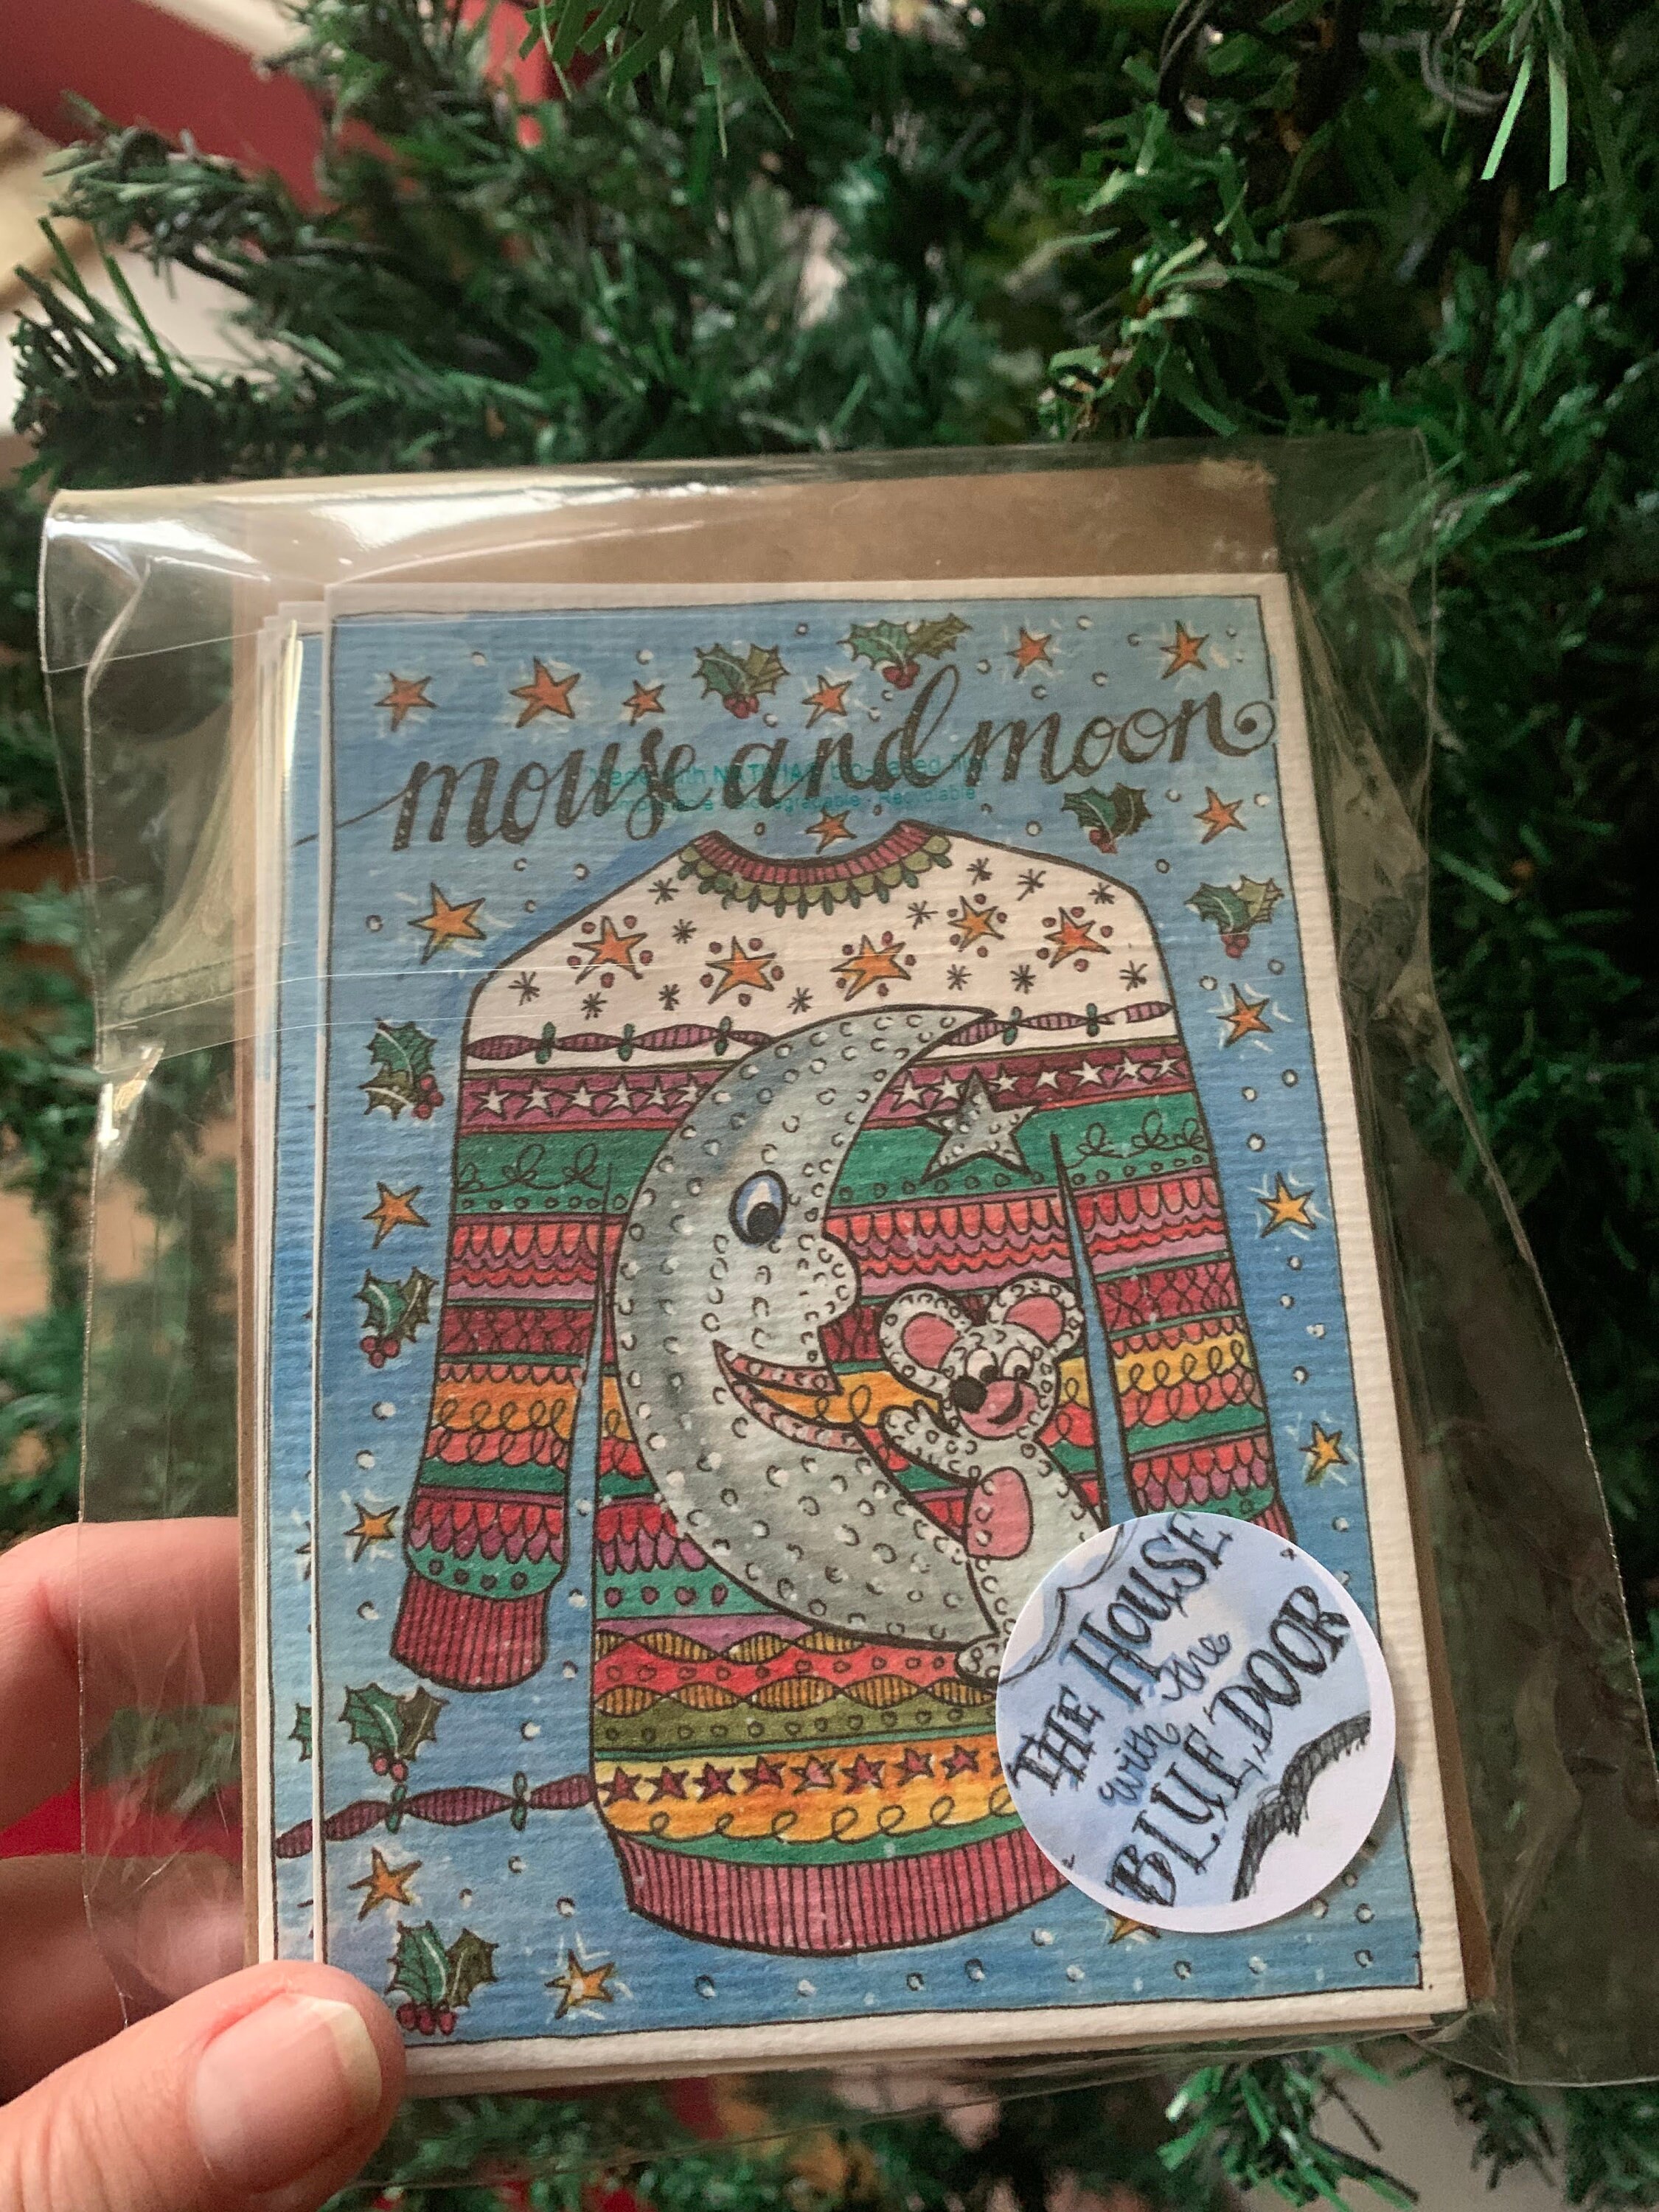 mouse and moon
THE HOUSE
with the
BLUE DOOR